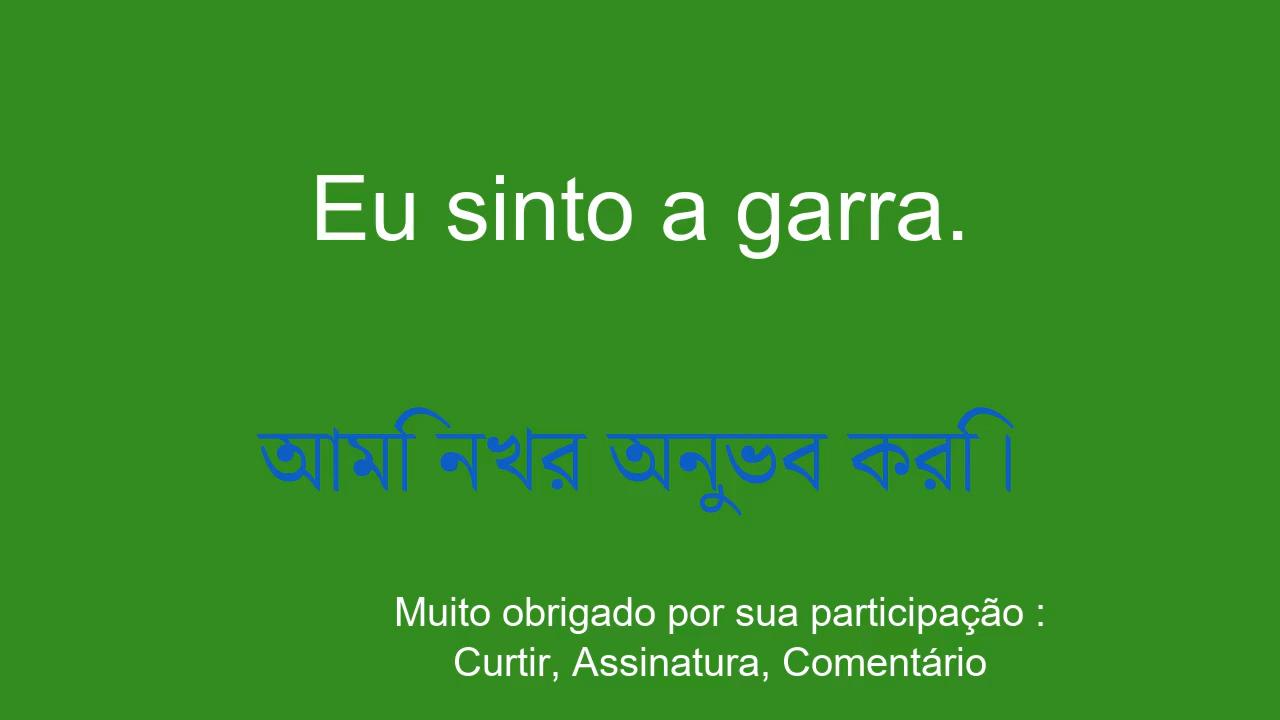 Eu sinto a garra.
আমি নখর অনুভব করি।
Muito obrigado por sua participação :
Curtir, Assinatura, Comentário